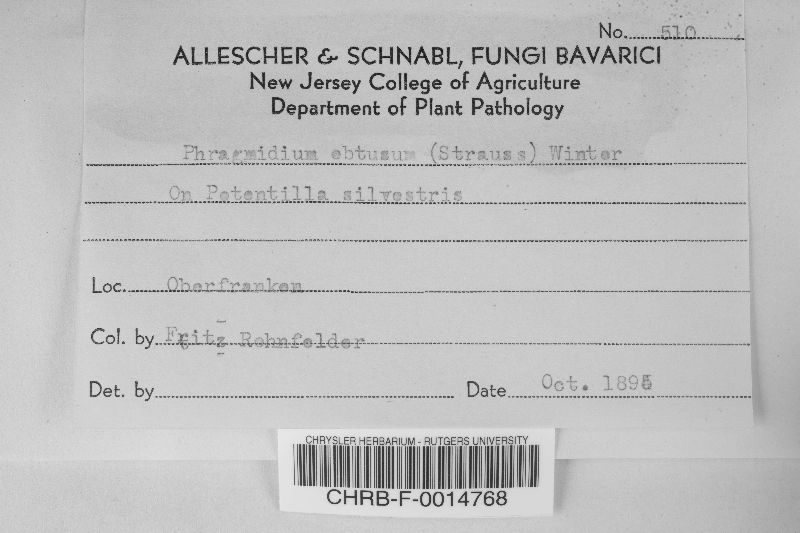 No. 510
ALLESCHER & SCHNABL, FUNGI BAVARICI
New Jersey College of Agriculture
Department of Plant Pathology
Phragmidium obtusum (Strauss) Winter
On Potentilla silvestris
Loc. Oberfranken
Col. by Fritz Rehnfelder
Det. by
Date Oct. 1895
CHRYSLER HERBARIUM - RUTGERS UNIVERSITY
CHRB-F-0014768